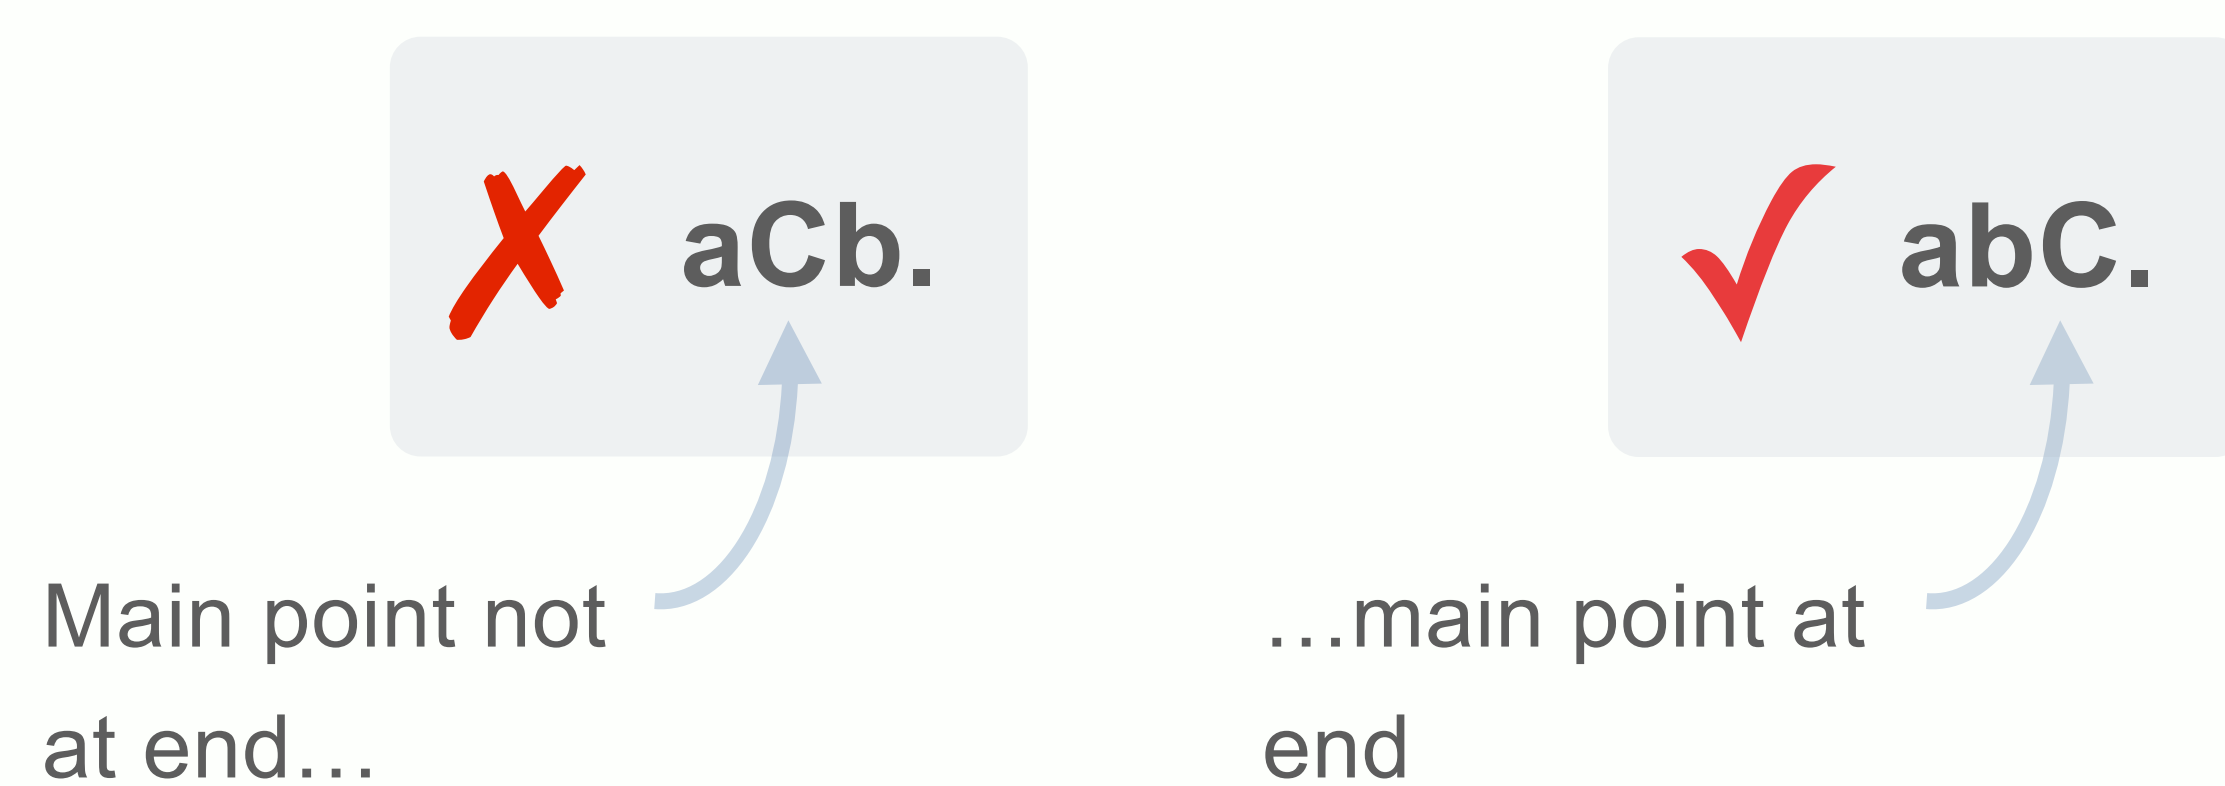 ✗ aCb.
✓ abC.
Main point not
at end…
…main point at
end